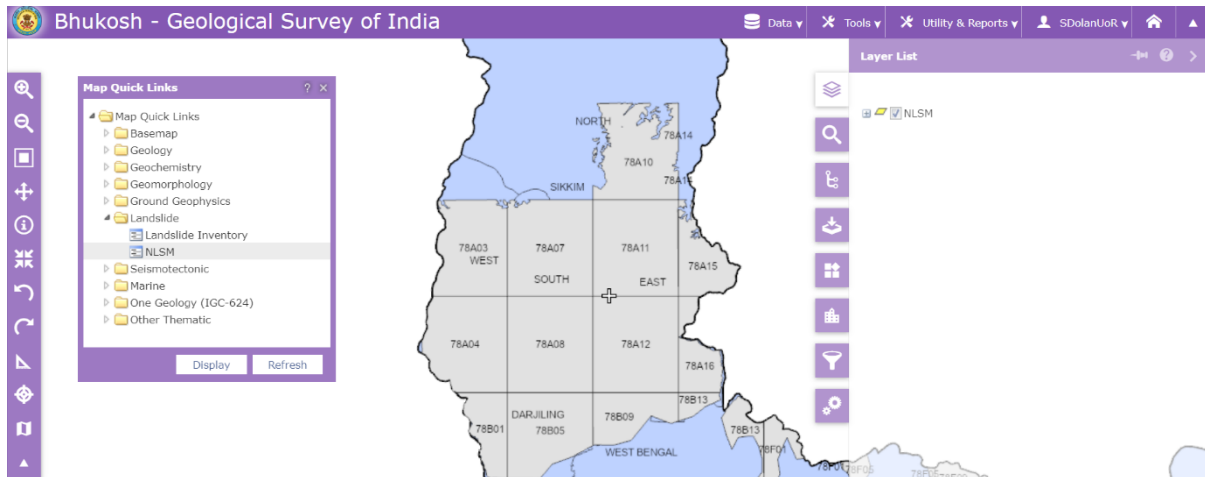 Bhukosh - Geological Survey of India
Data
Tools
Utility & Reports
SDolanUoR
Map Quick Links
? ×
Map Quick Links
Basemap
Geology
Geochemistry
Geomorphology
Ground Geophysics
Landslide
Landslide Inventory
NLSM
Seismotectonic
Marine
One Geology (IGC-624)
Other Thematic
Display
Refresh
Layer List
?
NLSM
NORTH
78A14
78A10
78A14
SIKKIM
78A03
78A07
78A11
WEST
78A15
SOUTH
EAST
78A04
78A08
78A12
78A16
78B13
DARJILING
78B09
78B01
78B05
78B13
WEST BENGAL
78F01
78F05